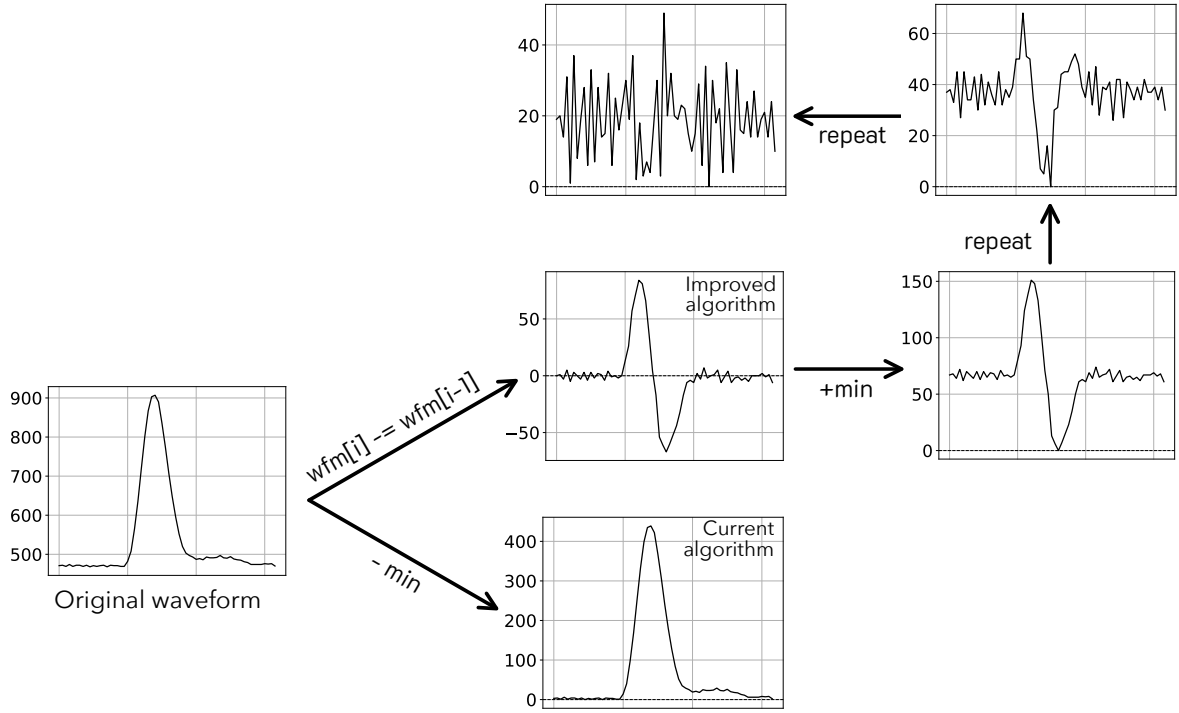 40
20
0
60
40
20
0
repeat
repeat
Improved
algorithm
50
0
−50
+min
150
100
50
0
wfm[i] -= wfm[i-1]
900
800
700
600
500
Original waveform
- min
Current
algorithm
400
300
200
100
0